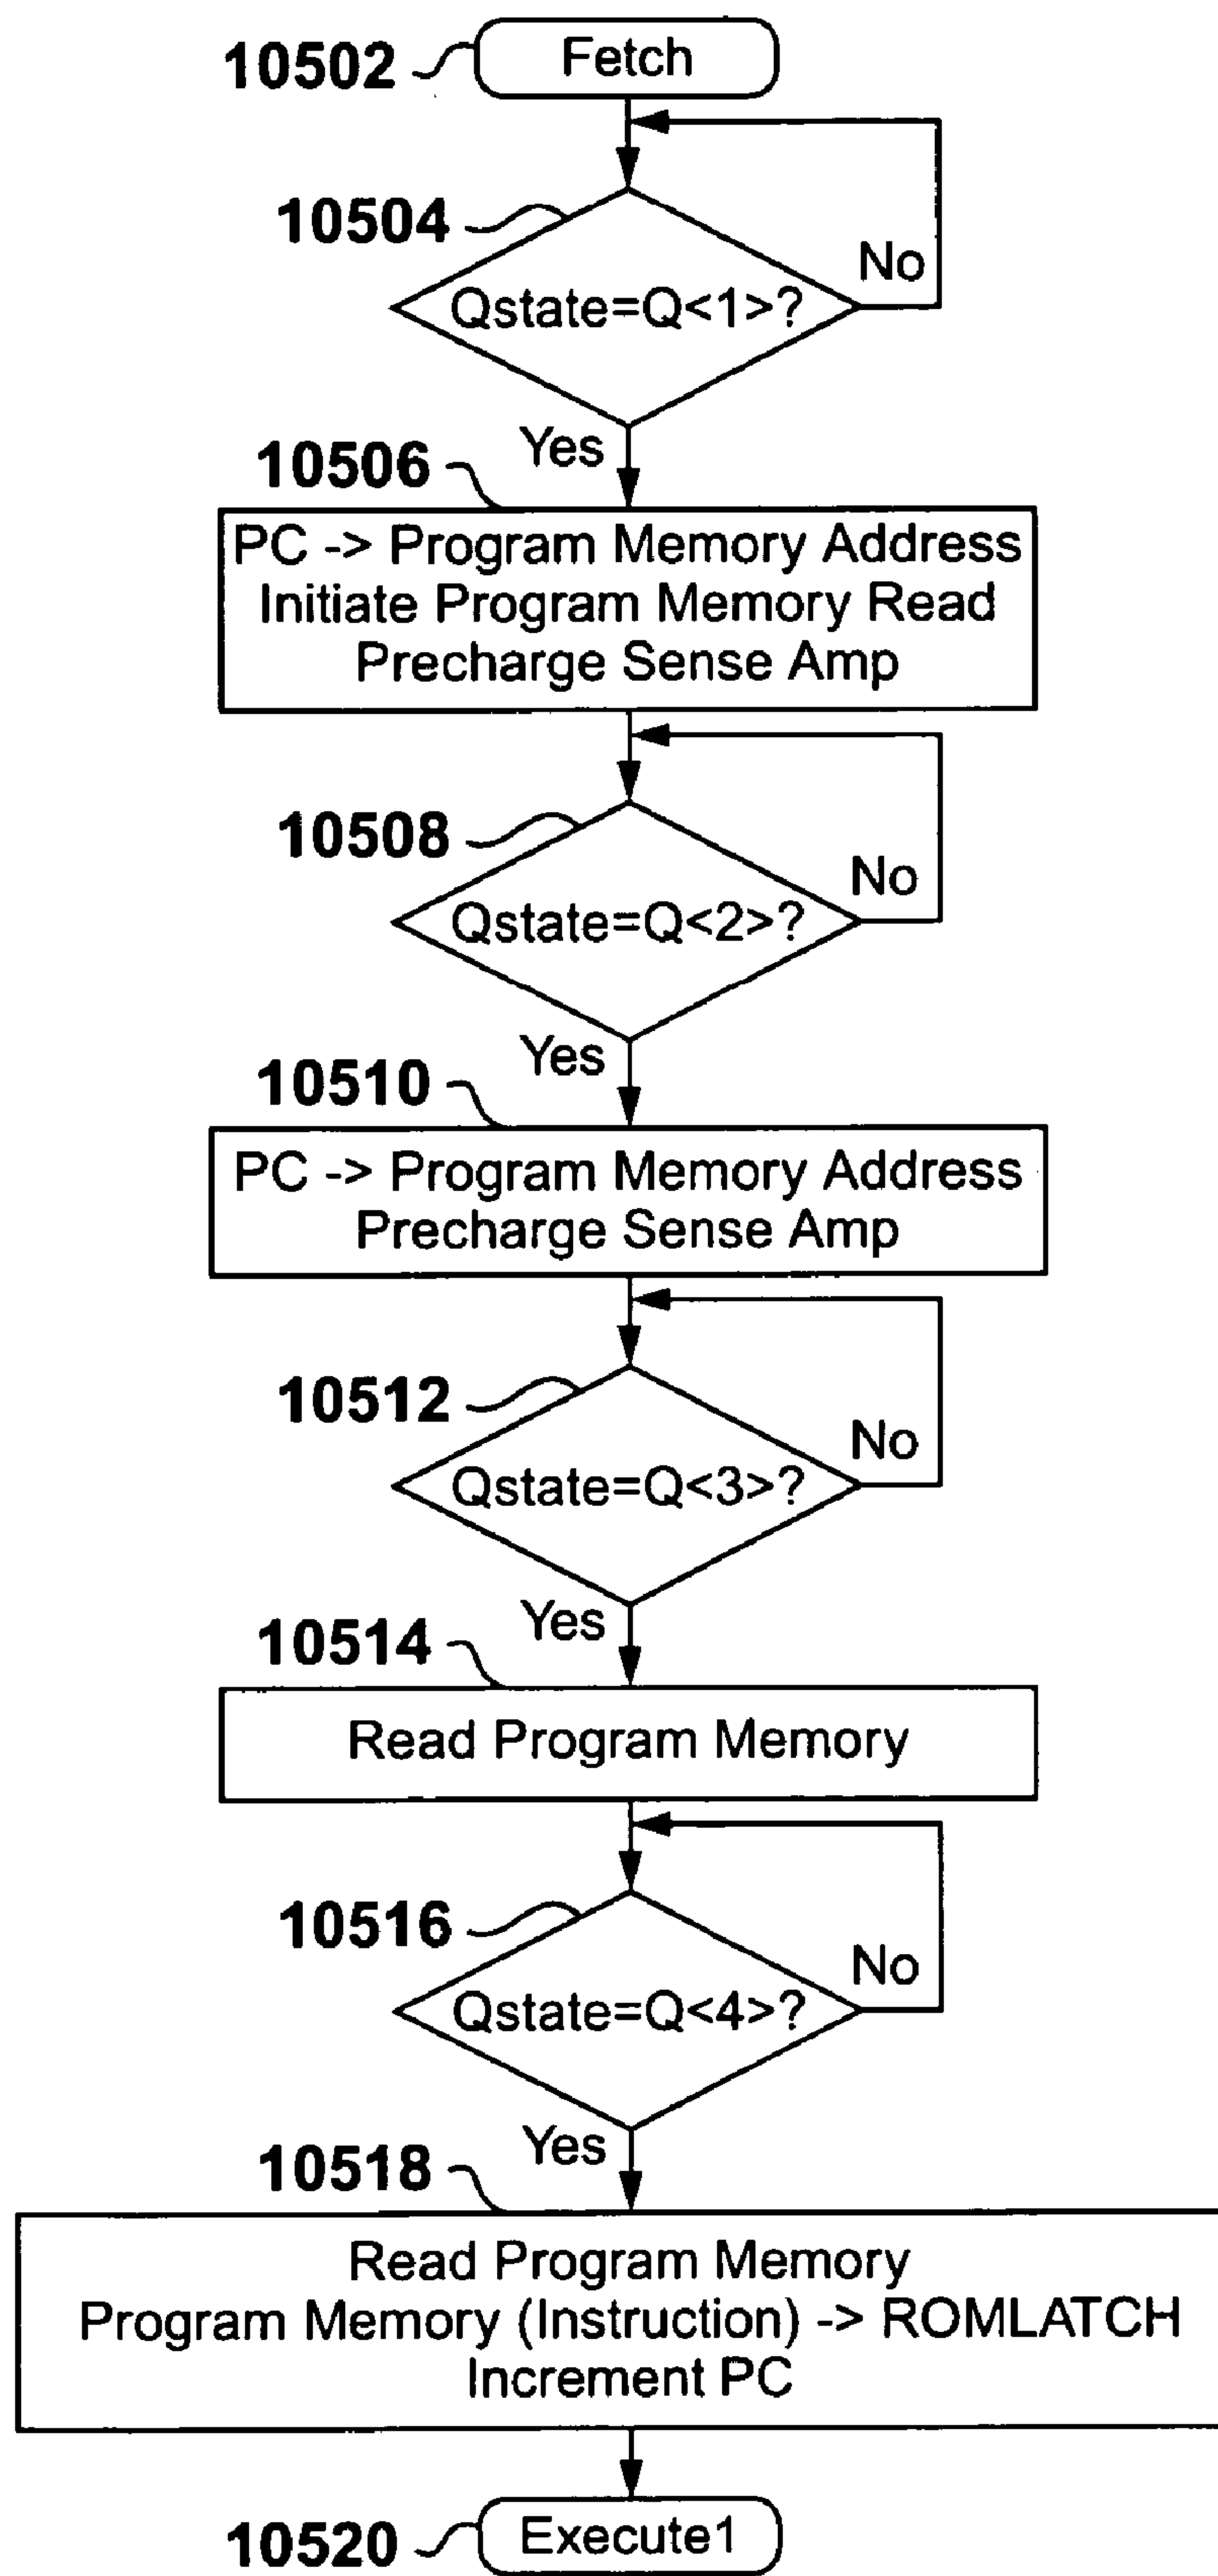 10502
Fetch
10504
No
Qstate=Q<1>?
Yes
10506
PC -> Program Memory Address
Initiate Program Memory Read
Precharge Sense Amp
10508
No
Qstate=Q<2>?
Yes
10510
PC -> Program Memory Address
Precharge Sense Amp
10512
No
Qstate=Q<3>?
Yes
10514
Read Program Memory
10516
No
Qstate=Q<4>?
Yes
10518
Read Program Memory
Program Memory (Instruction) -> ROMLATCH
Increment PC
10520
Execute1